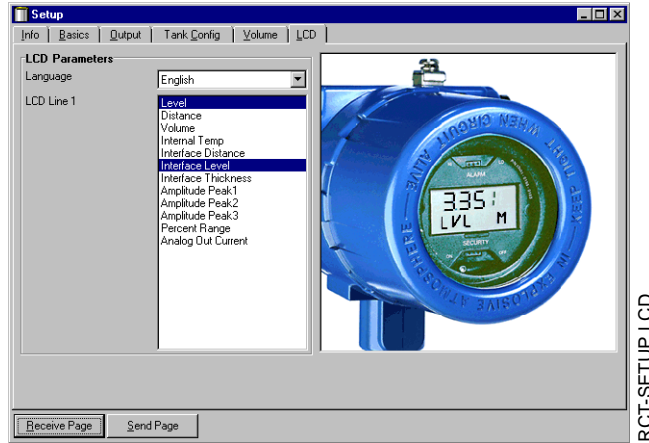 Setup
Info Basics Output Tank Config Volume LCD
LCD Parameters
Language English
LCD Line 1
Level
Distance
Volume
Internal Temp
Interface Distance
Interface Level
Interface Thickness
Amplitude Peak1
Amplitude Peak2
Amplitude Peak3
Percent Range
Analog Out Current
KEEP TIGHT WHEN CIRCUIT ALIVE
IN EXPLOSIVE ATMOSPHERE
ALARM
3.351
LVL M
SECURITY
ON OFF
Receive Page Send Page
RCT-SETUP LCD